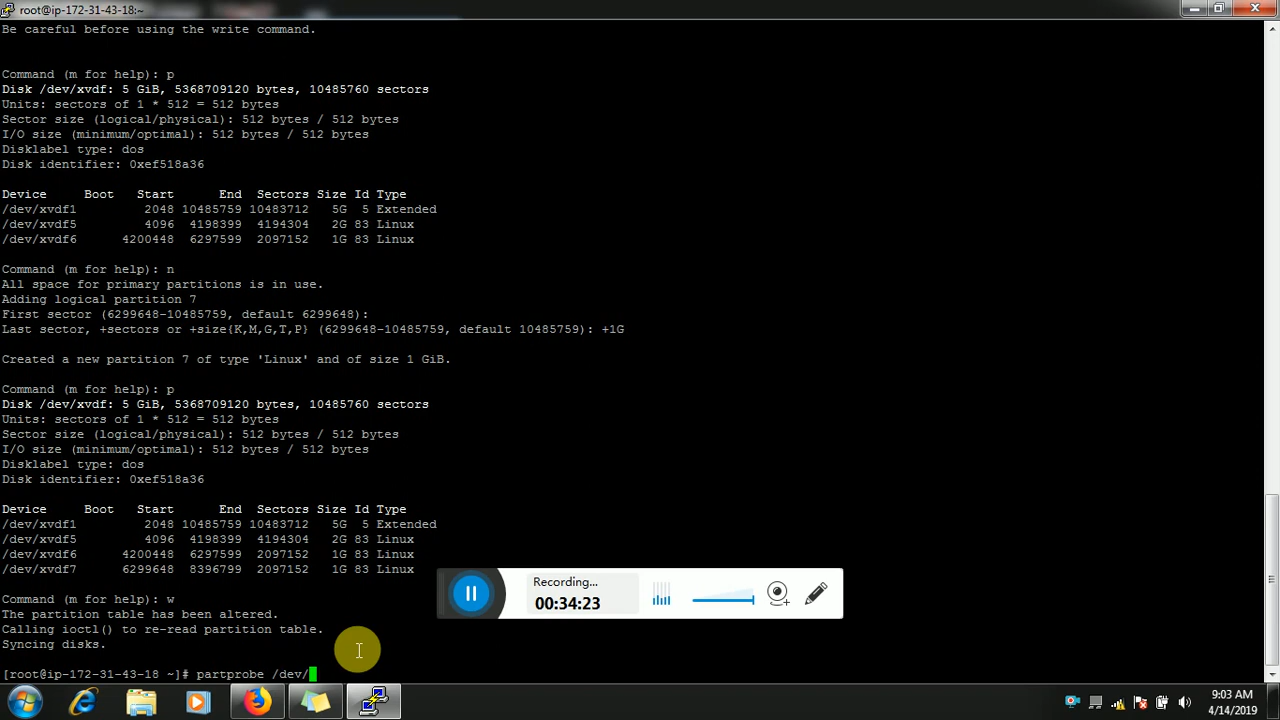 root@ip-172-31-43-18:~
Be careful before using the write command.
Command (m for help): p
Disk /dev/xvdf: 5 GiB, 5368709120 bytes, 10485760 sectors
Units: sectors of 1 * 512 = 512 bytes
Sector size (logical/physical): 512 bytes / 512 bytes
I/O size (minimum/optimal): 512 bytes / 512 bytes
Disklabel type: dos
Disk identifier: 0xef518a36
Device     Boot   Start      End  Sectors Size Id Type
/dev/xvdf1         2048 10485759 10483712   5G  5 Extended
/dev/xvdf5         4096  4198399  4194304   2G 83 Linux
/dev/xvdf6      4200448  6297599  2097152   1G 83 Linux
Command (m for help): n
All space for primary partitions is in use.
Adding logical partition 7
First sector (6299648-10485759, default 6299648):
Last sector, +sectors or +size{K,M,G,T,P} (6299648-10485759, default 10485759): +1G
Created a new partition 7 of type 'Linux' and of size 1 GiB.
Command (m for help): p
Disk /dev/xvdf: 5 GiB, 5368709120 bytes, 10485760 sectors
Units: sectors of 1 * 512 = 512 bytes
Sector size (logical/physical): 512 bytes / 512 bytes
I/O size (minimum/optimal): 512 bytes / 512 bytes
Disklabel type: dos
Disk identifier: 0xef518a36
Device     Boot   Start      End  Sectors Size Id Type
/dev/xvdf1         2048 10485759 10483712   5G  5 Extended
/dev/xvdf5         4096  4198399  4194304   2G 83 Linux
/dev/xvdf6      4200448  6297599  2097152   1G 83 Linux
/dev/xvdf7      6299648  8396799  2097152   1G 83 Linux
Recording...
00:34:23
Command (m for help): w
The partition table has been altered.
Calling ioctl() to re-read partition table.
Syncing disks.
[root@ip-172-31-43-18 ~]# partprobe /dev/
9:03 AM
4/14/2019